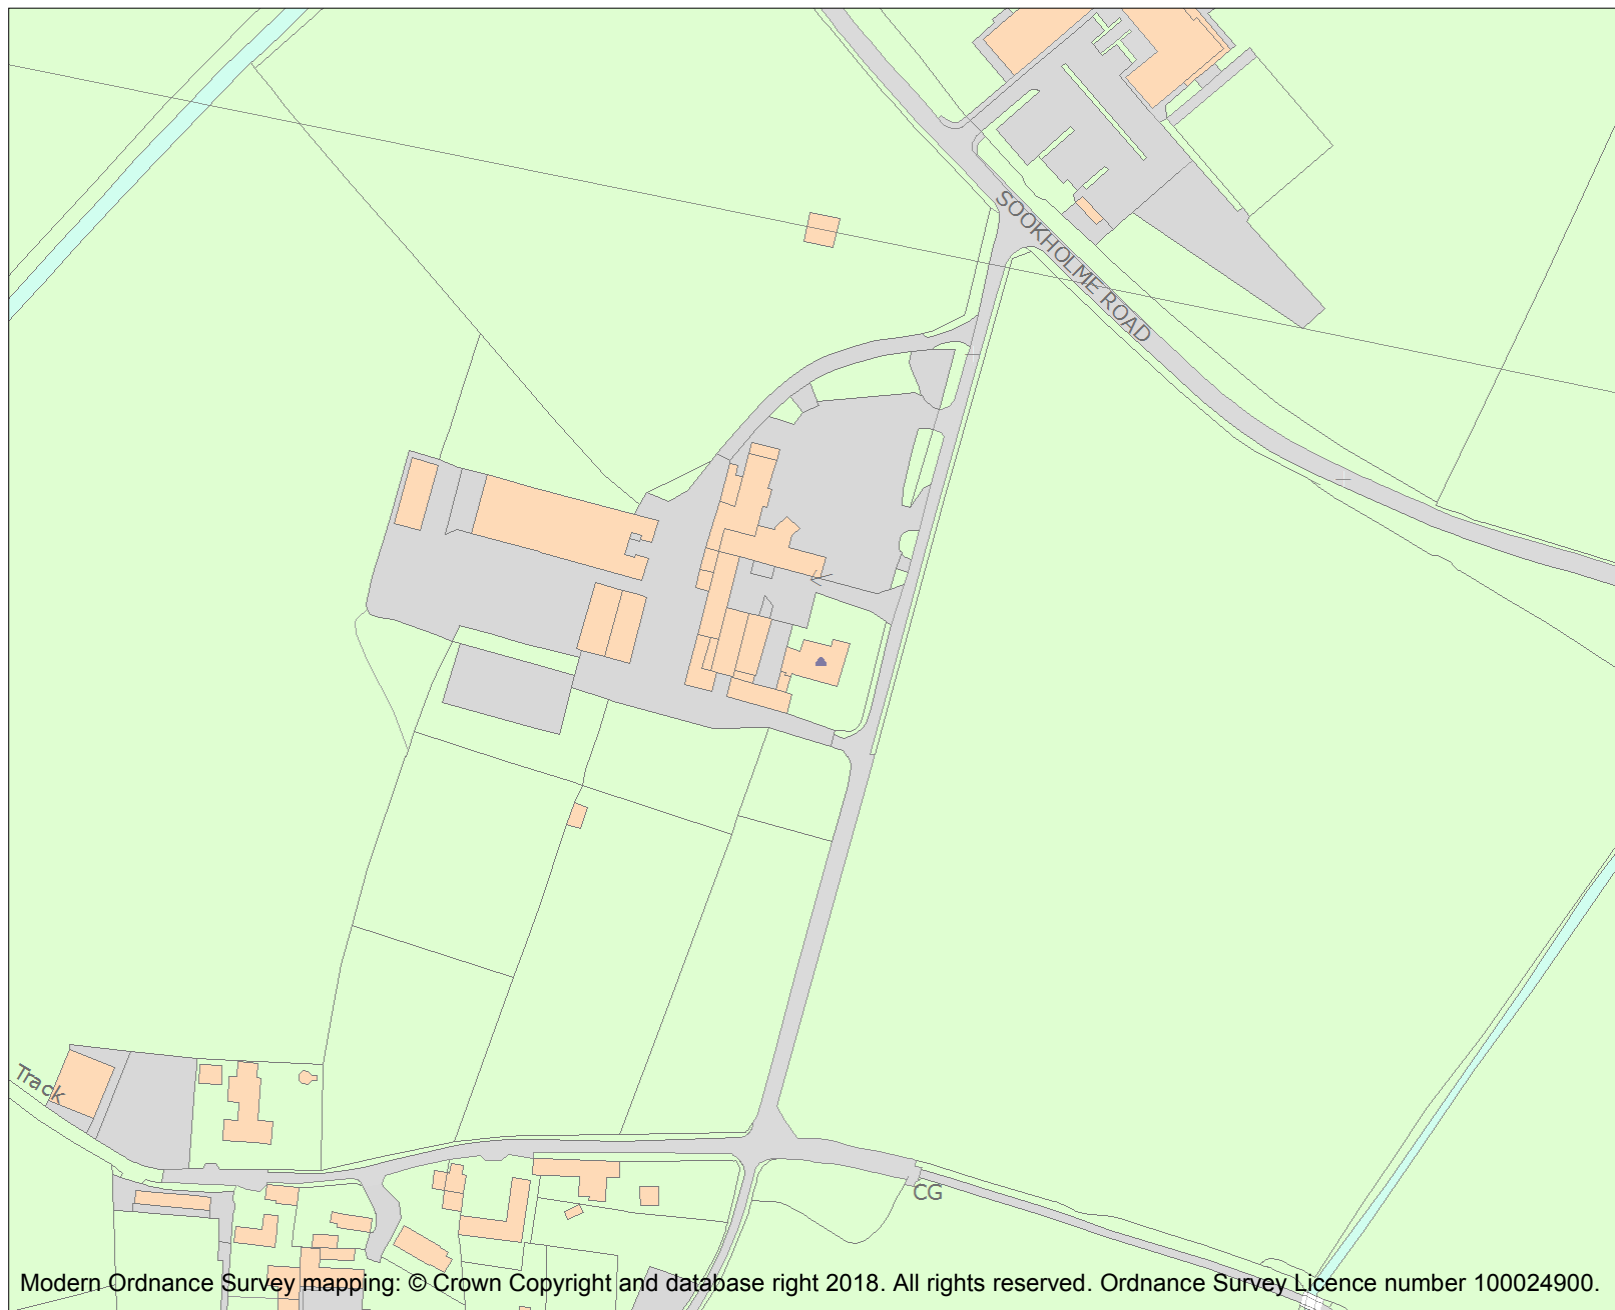 SOOKHOLME ROAD
Track
CG
Modern Ordnance Survey mapping: © Crown Copyright and database right 2018. All rights reserved. Ordnance Survey Licence number 100024900.